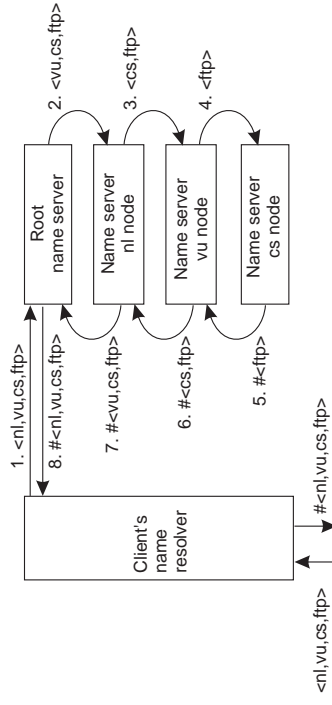 1. <nl,vu,cs,ftp>
8. #<nl,vu,cs,ftp>
Root
name server
2. <vu,cs,ftp>
7. #<vu,cs,ftp>
Name server
nl node
3. <cs,ftp>
6. #<cs,ftp>
Name server
vu node
4. <ftp>
5. #<ftp>
Name server
cs node
Client's
name
resolver
<nl,vu,cs,ftp>
#<nl,vu,cs,ftp>